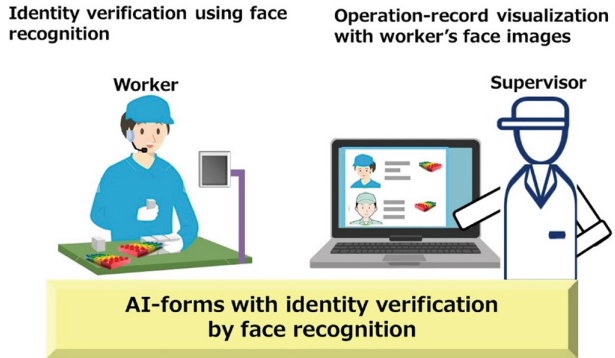 Identity verification using face
recognition
Operation-record visualization
with worker's face images
Worker
Supervisor
AI-forms with identity verification
by face recognition